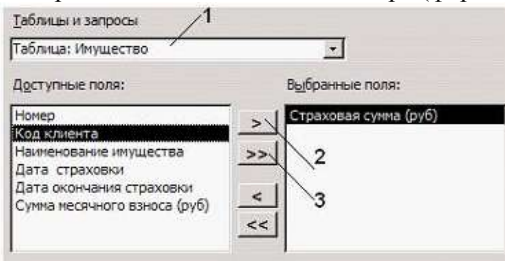 Таблицы и запросы
1
Таблица: Имущество
Доступные поля:
Выбранные поля:
Номер
Код клиента
Наименование имущества
Дата страховки
Дата окончания страховки
Сумма месячного взноса (руб)
>
>>
<
<<
Страховая сумма (руб)
2
3